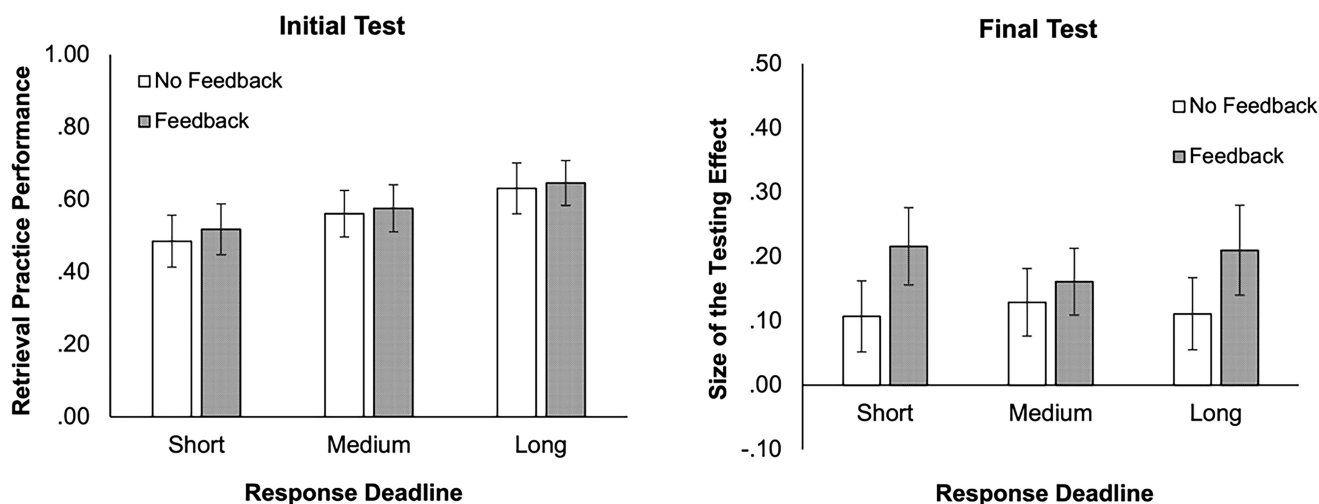 Initial Test
1.00
.80
.60
.40
.20
.00
Retrieval Practice Performance
No Feedback
Feedback
Short Medium Long
Response Deadline
Final Test
.50
.40
.30
.20
.10
.00
-.10
Size of the Testing Effect
No Feedback
Feedback
Short Medium Long
Response Deadline